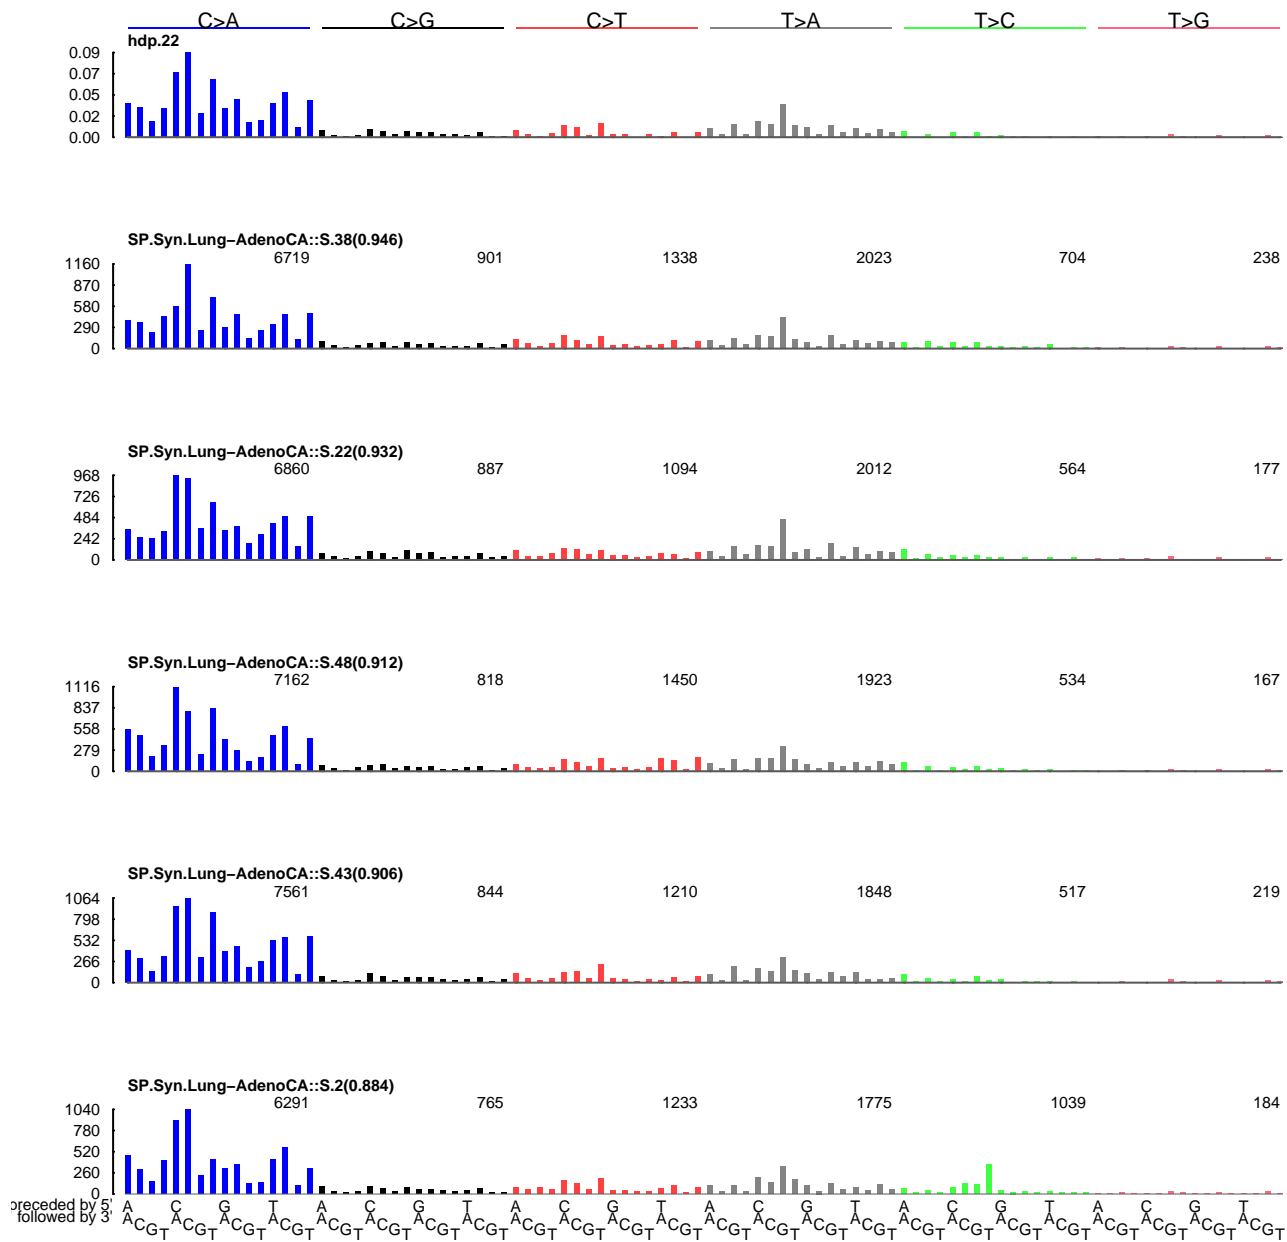 C>A C>G C>T T>A T>C T>G
hdp.22
0.09
0.07
0.05
0.02
0.00
SP.Syn.Lung−AdenoCA::S.38(0.946)
6719 901 1338 2023 704 238
1160
870
580
290
0
SP.Syn.Lung−AdenoCA::S.22(0.932)
6860 887 1094 2012 564 177
968
726
484
242
0
SP.Syn.Lung−AdenoCA::S.48(0.912)
7162 818 1450 1923 534 167
1116
837
558
279
0
SP.Syn.Lung−AdenoCA::S.43(0.906)
7561 844 1210 1848 517 219
1064
798
532
266
0
SP.Syn.Lung−AdenoCA::S.2(0.884)
6291 765 1233 1775 1039 184
1040
780
520
260
0
preceded by 5' A C G T A C G T A C G T A C G T A C G T A C G T
followed by 3' A C G T A C G T A C G T A C G T A C G T A C G T A C G T A C G T A C G T A C G T A C G T A C G T A C G T A C G T A C G T A C G T A C G T A C G T A C G T A C G T A C G T A C G T A C G T A C G T